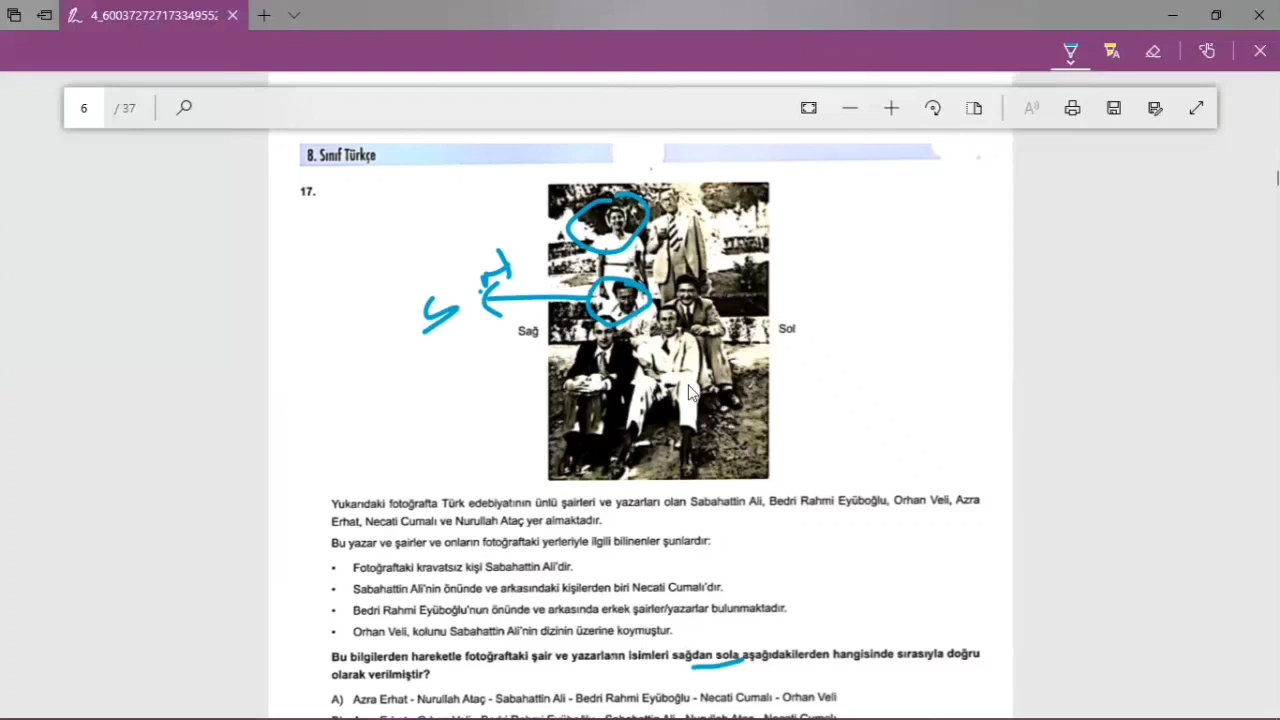 4_60037272717334955​2
6 / 37
8. Sınıf Türkçe
17.
Sağ
Sol
Yukarıdaki fotoğrafta Türk edebiyatının ünlü şairleri ve yazarları olan Sabahattin Ali, Bedri Rahmi Eyüboğlu, Orhan Veli, Azra
Erhat, Necati Cumalı ve Nurullah Ataç yer almaktadır.
Bu yazar ve şairler ve onların fotoğraftaki yerleriyle ilgili bilinenler şunlardır:
• Fotoğraftaki kravatsız kişi Sabahattin Ali'dir.
• Sabahattin Ali'nin önünde ve arkasındaki kişilerden biri Necati Cumalı'dır.
• Bedri Rahmi Eyüboğlu'nun önünde ve arkasında erkek şairler/yazarlar bulunmaktadır.
• Orhan Veli, kolunu Sabahattin Ali'nin dizinin üzerine koymuştur.
Bu bilgilerden hareketle fotoğraftaki şair ve yazarların isimleri sağdan sola aşağıdakilerden hangisinde sırasıyla doğru
olarak verilmiştir?
A) Azra Erhat - Nurullah Ataç - Sabahattin Ali - Bedri Rahmi Eyüboğlu - Necati Cumalı - Orhan Veli